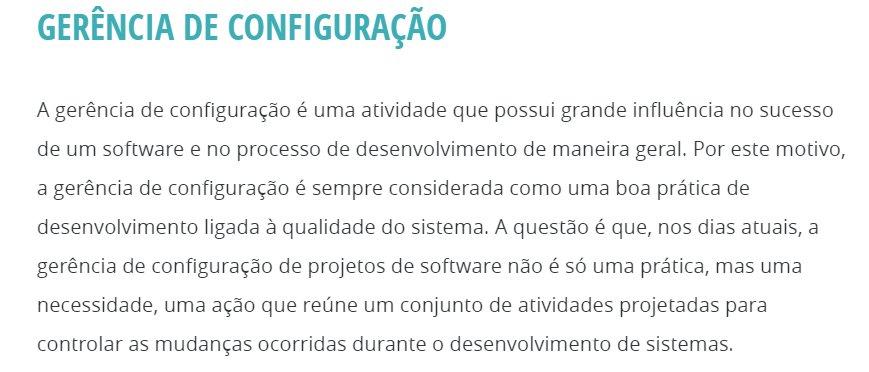 GERÊNCIA DE CONFIGURAÇÃO
A gerência de configuração é uma atividade que possui grande influência no sucesso
de um software e no processo de desenvolvimento de maneira geral. Por este motivo,
a gerência de configuração é sempre considerada como uma boa prática de
desenvolvimento ligada à qualidade do sistema. A questão é que, nos dias atuais, a
gerência de configuração de projetos de software não é só uma prática, mas uma
necessidade, uma ação que reúne um conjunto de atividades projetadas para
controlar as mudanças ocorridas durante o desenvolvimento de sistemas.